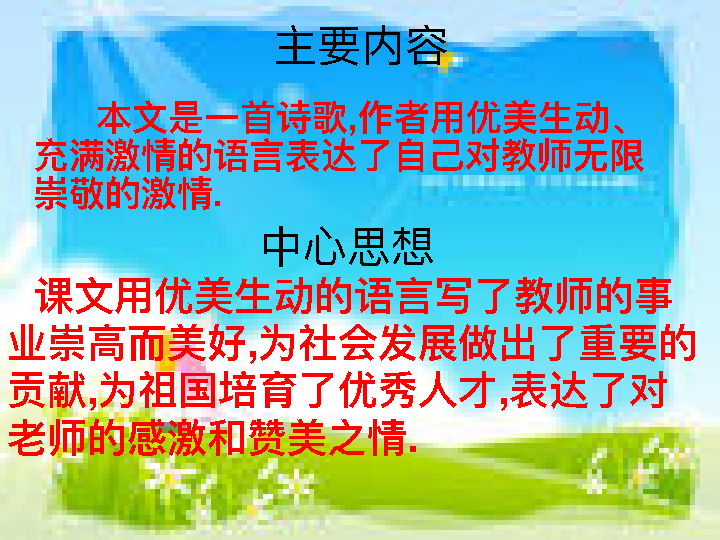 主要内容
本文是一首诗歌,作者用优美生动、
充满激情的语言表达了自己对教师无限
崇敬的激情.
中心思想
课文用优美生动的语言写了教师的事
业崇高而美好,为社会发展做出了重要的
贡献,为祖国培育了优秀人才,表达了对
老师的感激和赞美之情.